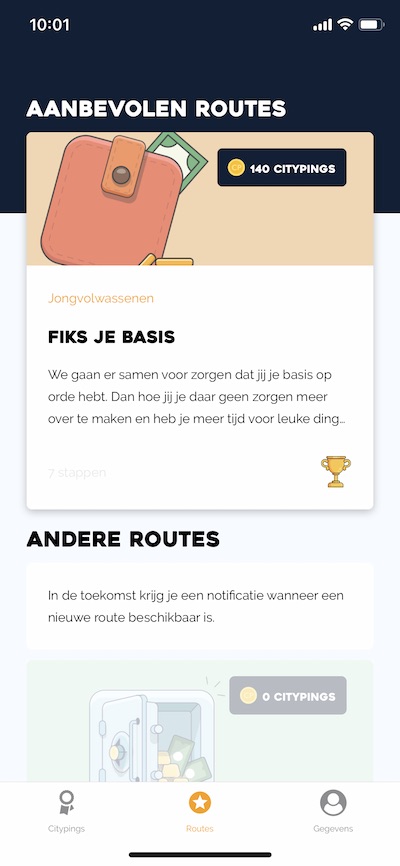 10:01
AANBEVOLEN ROUTES
140 CITYPINGS
Jongvolwassenen
FIKS JE BASIS
We gaan er samen voor zorgen dat jij je basis op
orde hebt. Dan hoe jij je daar geen zorgen meer
over te maken en heb je meer tijd voor leuke ding...
7 stappen
ANDERE ROUTES
In de toekomst krijg je een notificatie wanneer een
nieuwe route beschikbaar is.
0 CITYPINGS
Citypings
Routes
Gegevens